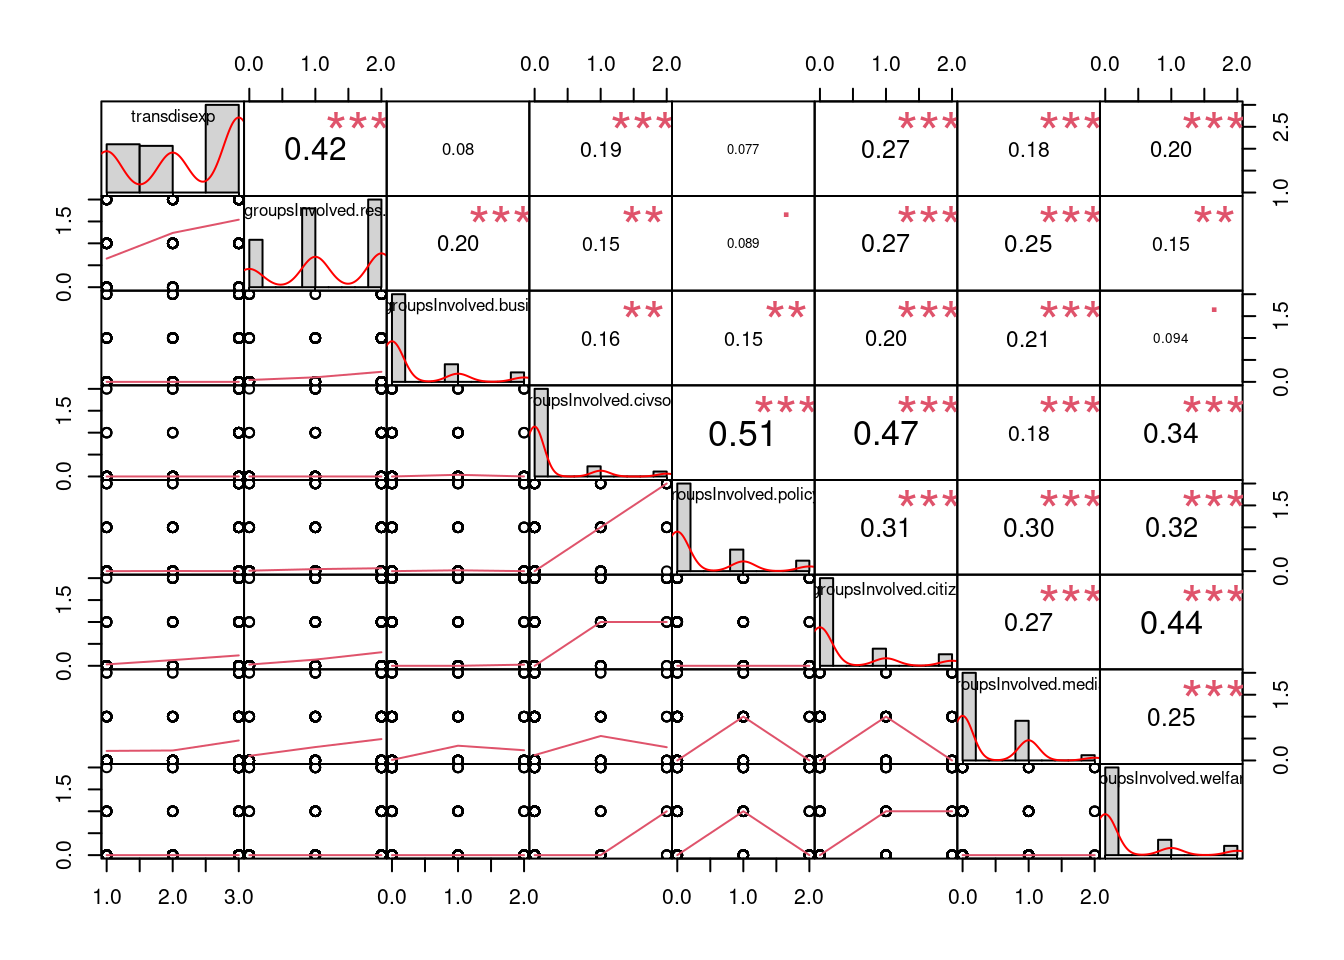 0.0 1.0 2.0 0.0 1.0 2.0 0.0 1.0 2.0 0.0 1.0 2.0
transdisexp 0.42 *** 0.08 0.19 *** 0.077 0.27 *** 0.18 *** 0.20 *** 1.0 2.5
0.0 1.5 groupsInvolved.res. 0.20 *** 0.15 ** 0.089 . 0.27 *** 0.25 *** 0.15 **
groupsInvolved.busi 0.16 ** 0.15 ** 0.20 *** 0.21 *** 0.094 . 0.0 1.5
0.0 1.5 roupsInvolved.civso 0.51 *** 0.47 *** 0.18 *** 0.34 ***
roupsInvolved.policy 0.31 *** 0.30 *** 0.32 *** 0.0 1.5
0.0 1.5 groupsInvolved.citiz 0.27 *** 0.44 ***
roupsInvolved.medi 0.25 *** 0.0 1.5
0.0 1.5 oupsInvolved.welfar
1.0 2.0 3.0 0.0 1.0 2.0 0.0 1.0 2.0 0.0 1.0 2.0